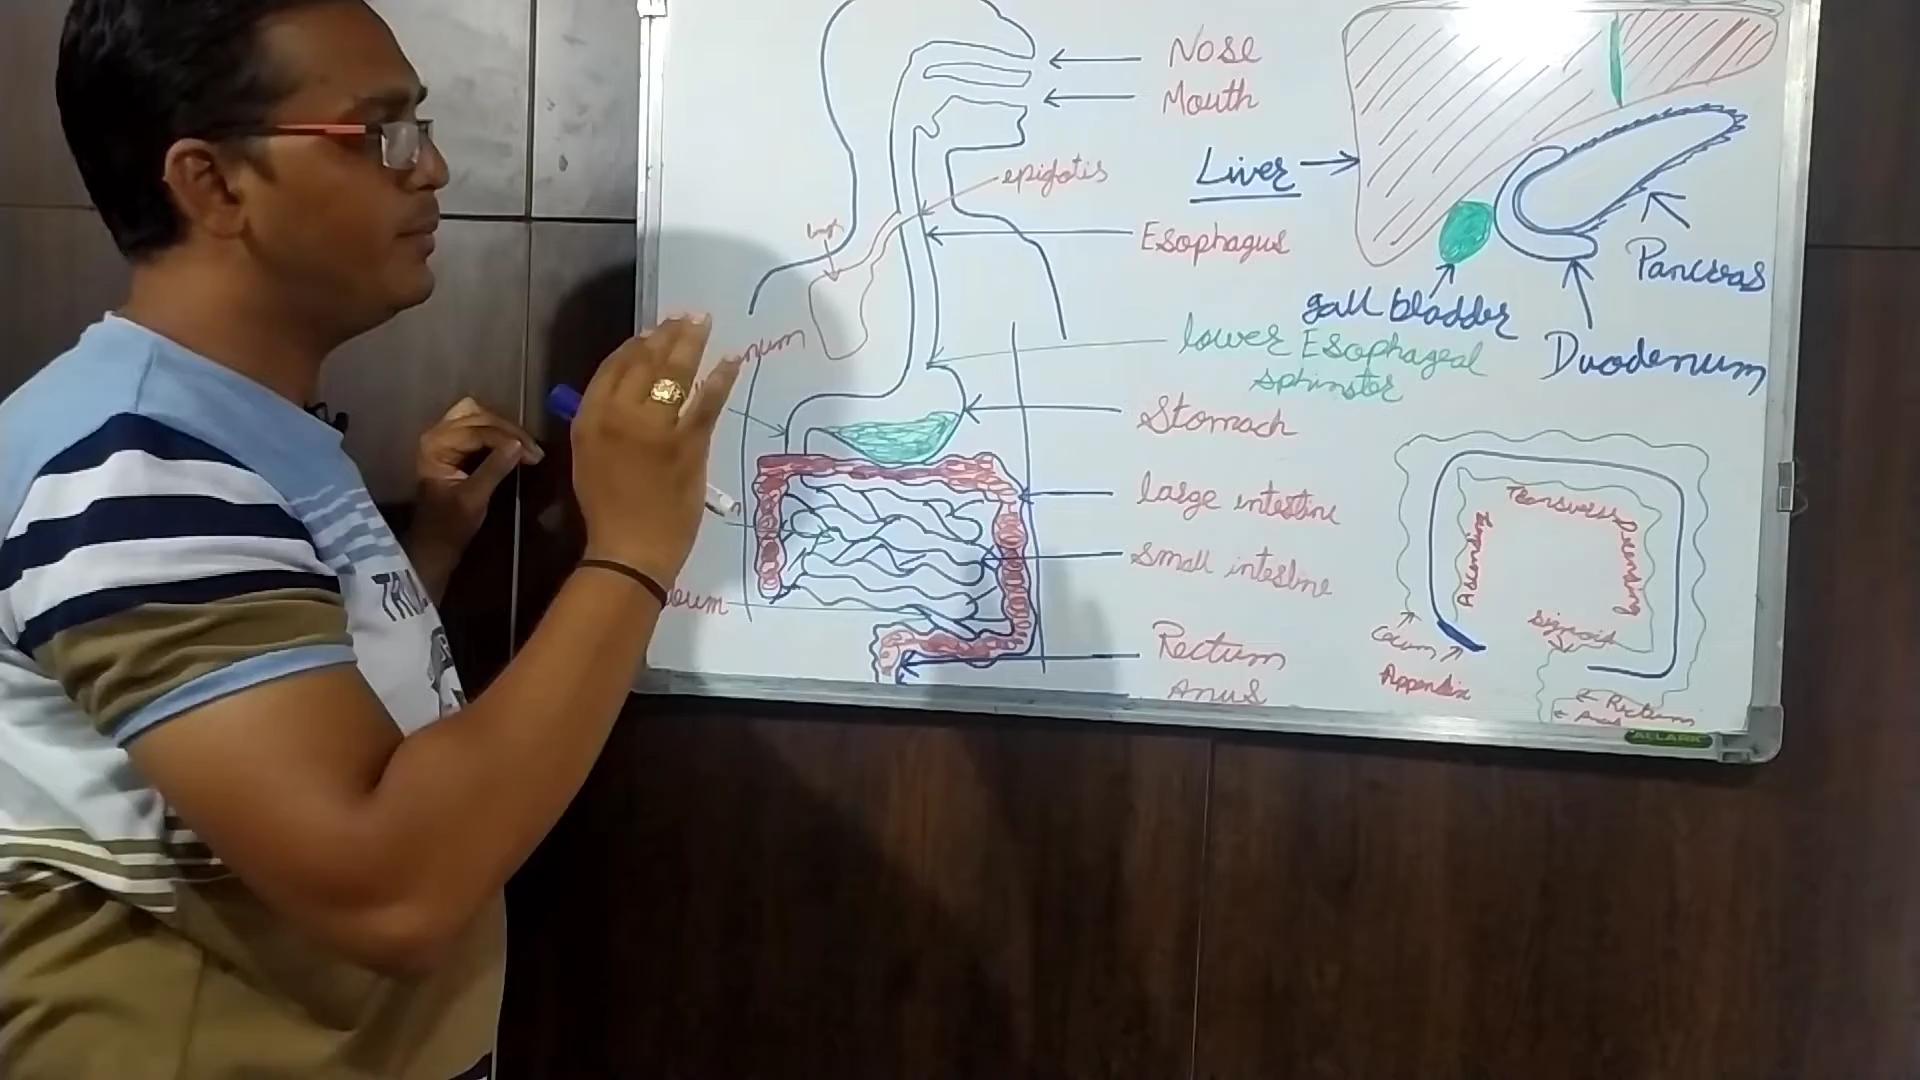 Nose
Mouth
epiglotis
Esophagus
lower Esophageal
sphinster
Stomach
large intestine
small intestine
Rectum
Anus
Liver
gall bladder
Pancreas
Duodenum
Transverse
Ascending
Descending
Sigmoid
Cecum
Appendix
Rectum
Anus
ALLARK